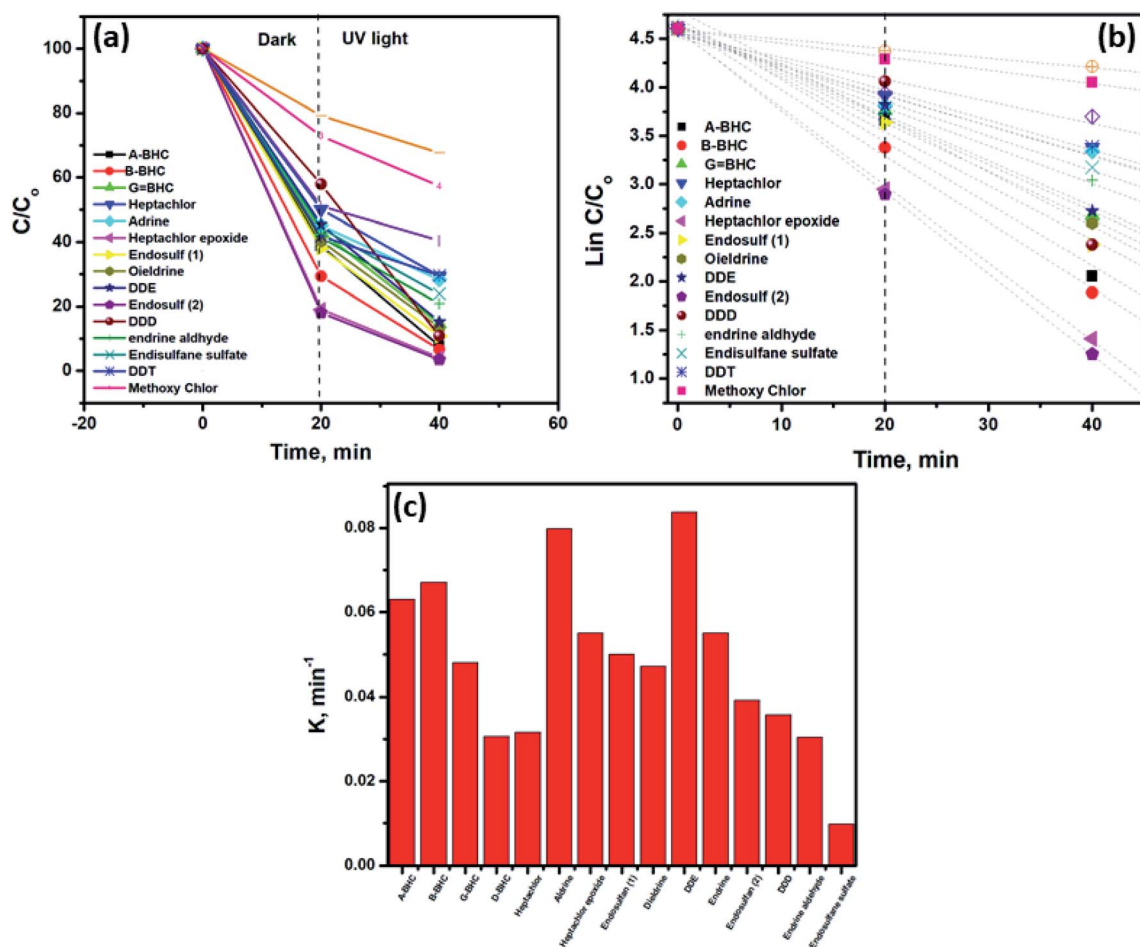 (a)
Dark
UV light
100
80
60
40
20
0
C/Co
A-BHC
B-BHC
G=BHC
Heptachlor
Adrine
Heptachlor epoxide
Endosulf (1)
Oieldrine
DDE
Endosulf (2)
DDD
endrine aldhyde
Endisulfane sulfate
DDT
Methoxy Chlor
-20
0
20
40
60
Time, min
(b)
4.5
4.0
3.5
3.0
2.5
2.0
1.5
1.0
Lin C/Co
A-BHC
B-BHC
G=BHC
Heptachlor
Adrine
Heptachlor epoxide
Endosulf (1)
Oieldrine
DDE
Endosulf (2)
DDD
endrine aldhyde
Endisulfane sulfate
DDT
Methoxy Chlor
0
10
20
30
40
Time, min
(c)
0.08
0.06
0.04
0.02
0.00
K, min-1
A-BHC
B-BHC
G-BHC
D-BHC
Heptachlor
Aldrine
Heptachlor epoxide
Endosulfan (1)
Dieldrine
DDE
Endrine
Endosulfan (2)
DDD
Endrine aldehyde
Endosulfane sulfate